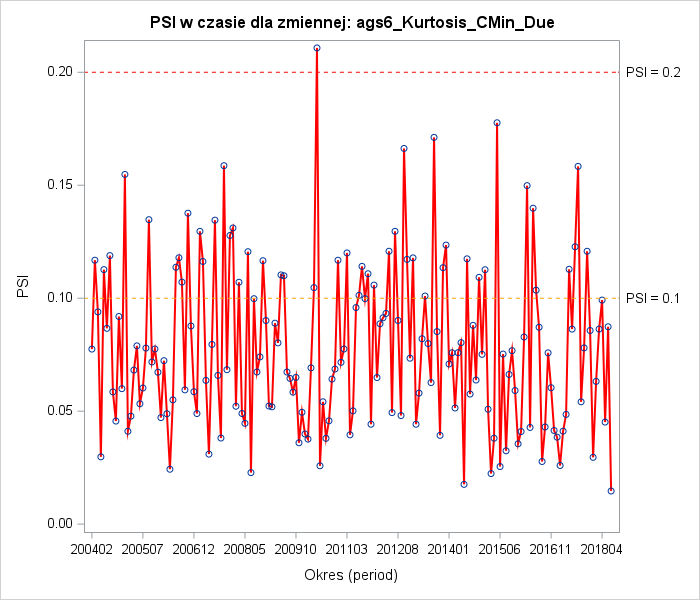 PSI w czasie dla zmiennej: ags6_Kurtosis_CMin_Due
0.20
PSI = 0.2
0.15
PSI
0.10
PSI = 0.1
0.05
0.00
200402 200507 200612 200805 200910 201103 201208 201401 201506 201611 201804
Okres (period)